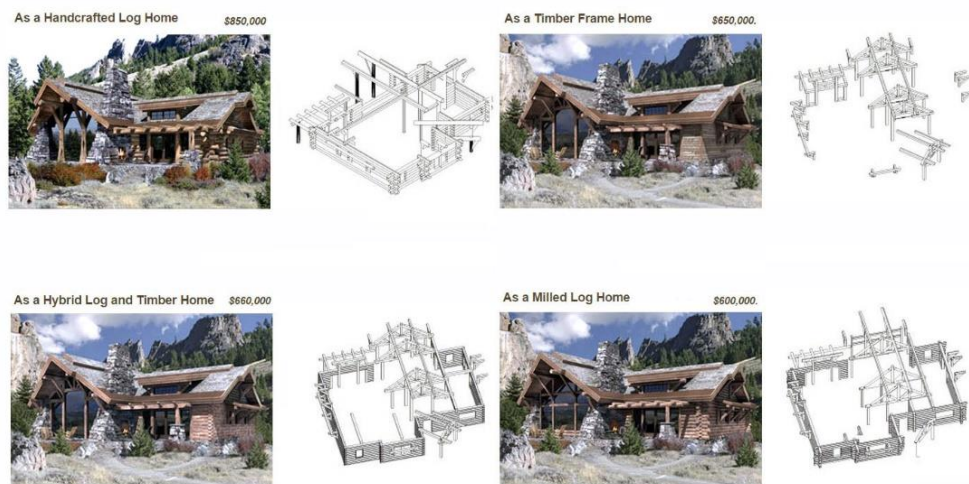 As a Handcrafted Log Home $850,000
As a Timber Frame Home $650,000.
As a Hybrid Log and Timber Home $660,000
As a Milled Log Home $600,000.